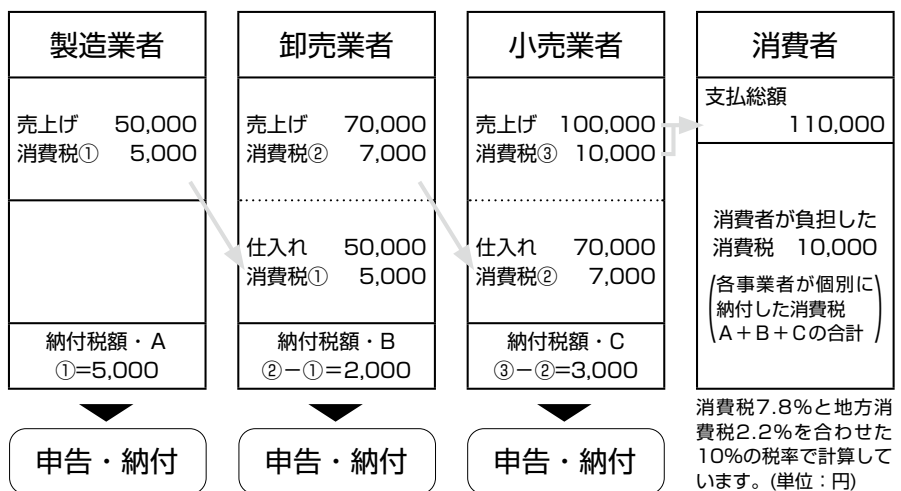 製造業者
売上げ 50,000
消費税① 5,000
納付税額・A
①=5,000
申告・納付
卸売業者
売上げ 70,000
消費税② 7,000
仕入れ 50,000
消費税① 5,000
納付税額・B
②−①=2,000
申告・納付
小売業者
売上げ 100,000
消費税③ 10,000
仕入れ 70,000
消費税② 7,000
納付税額・C
③−②=3,000
申告・納付
消費者
支払総額
110,000
消費者が負担した
消費税 10,000
(各事業者が個別に
納付した消費税
A+B+Cの合計)
消費税7.8%と地方消
費税2.2%を合わせた
10%の税率で計算して
います。(単位：円)